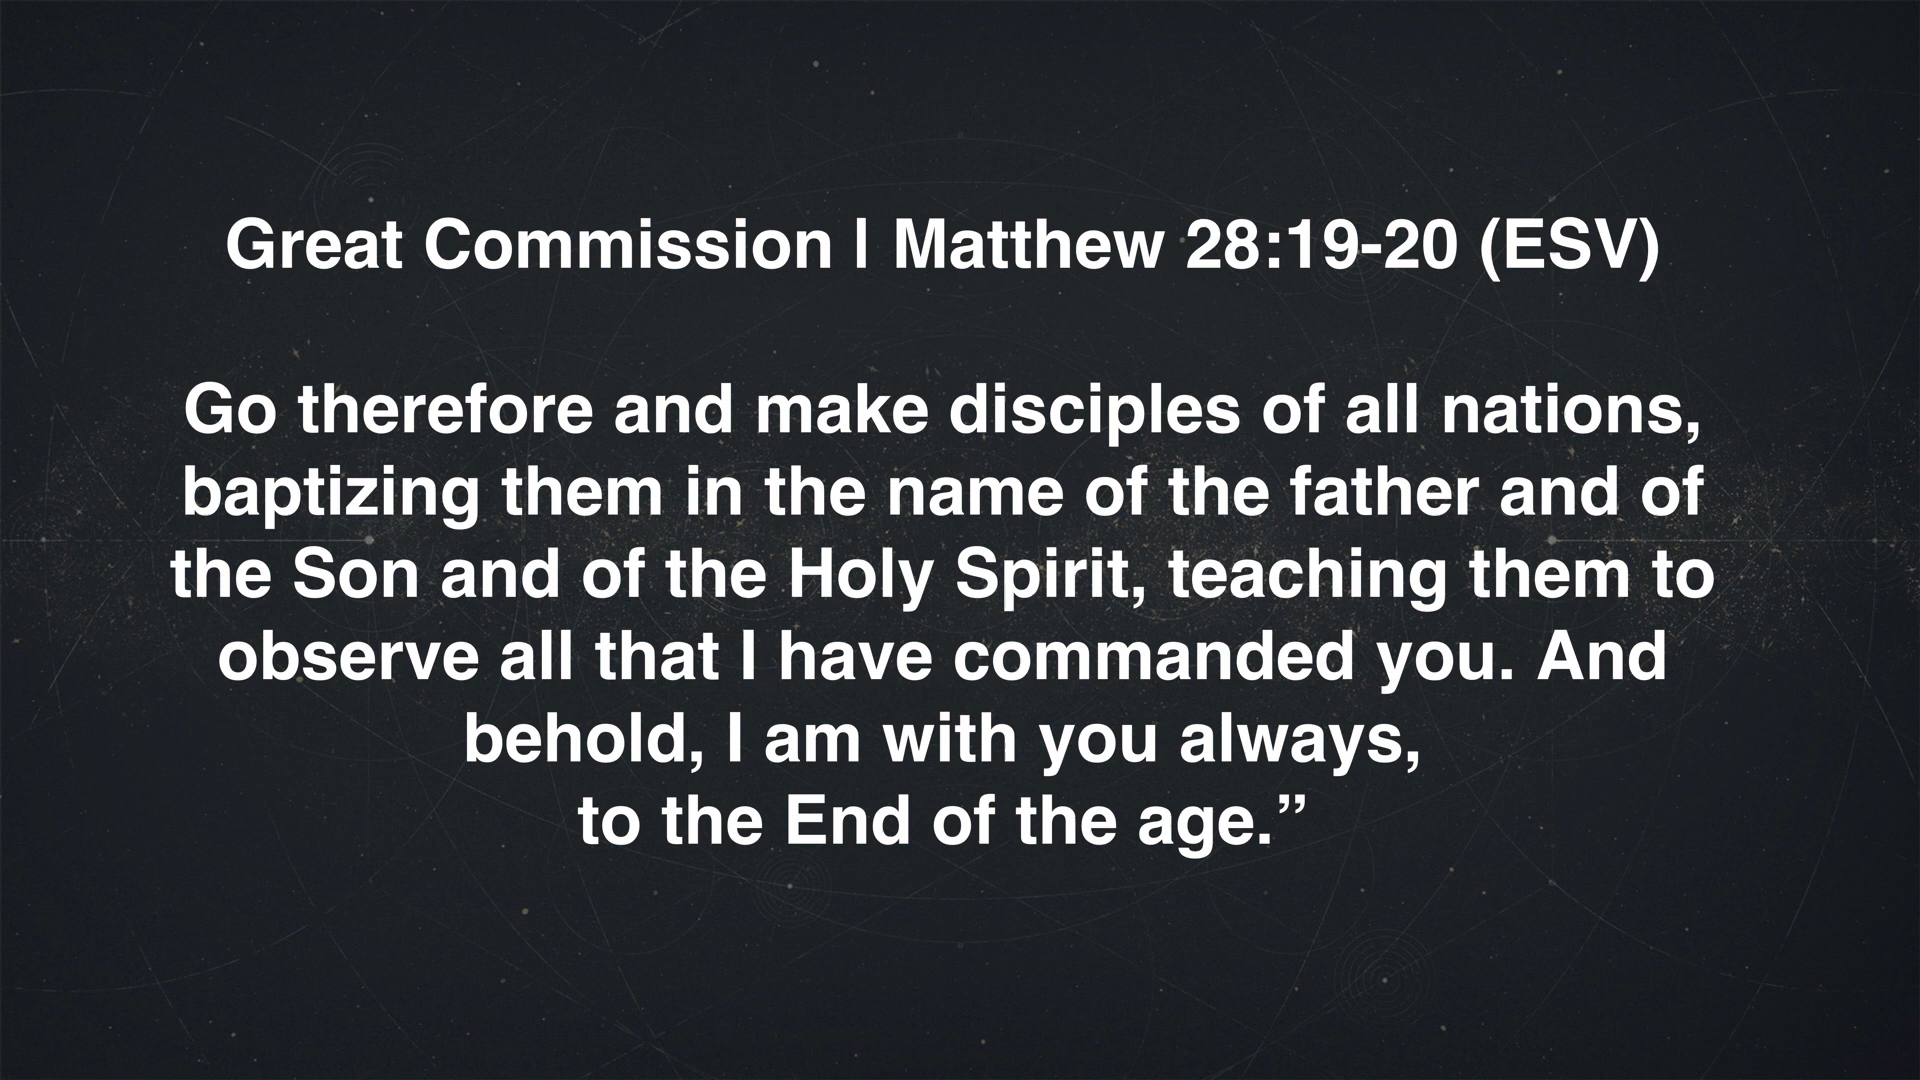 Great Commission | Matthew 28:19-20 (ESV)
Go therefore and make disciples of all nations,
baptizing them in the name of the father and of
the Son and of the Holy Spirit, teaching them to
observe all that I have commanded you. And
behold, I am with you always,
to the End of the age.”